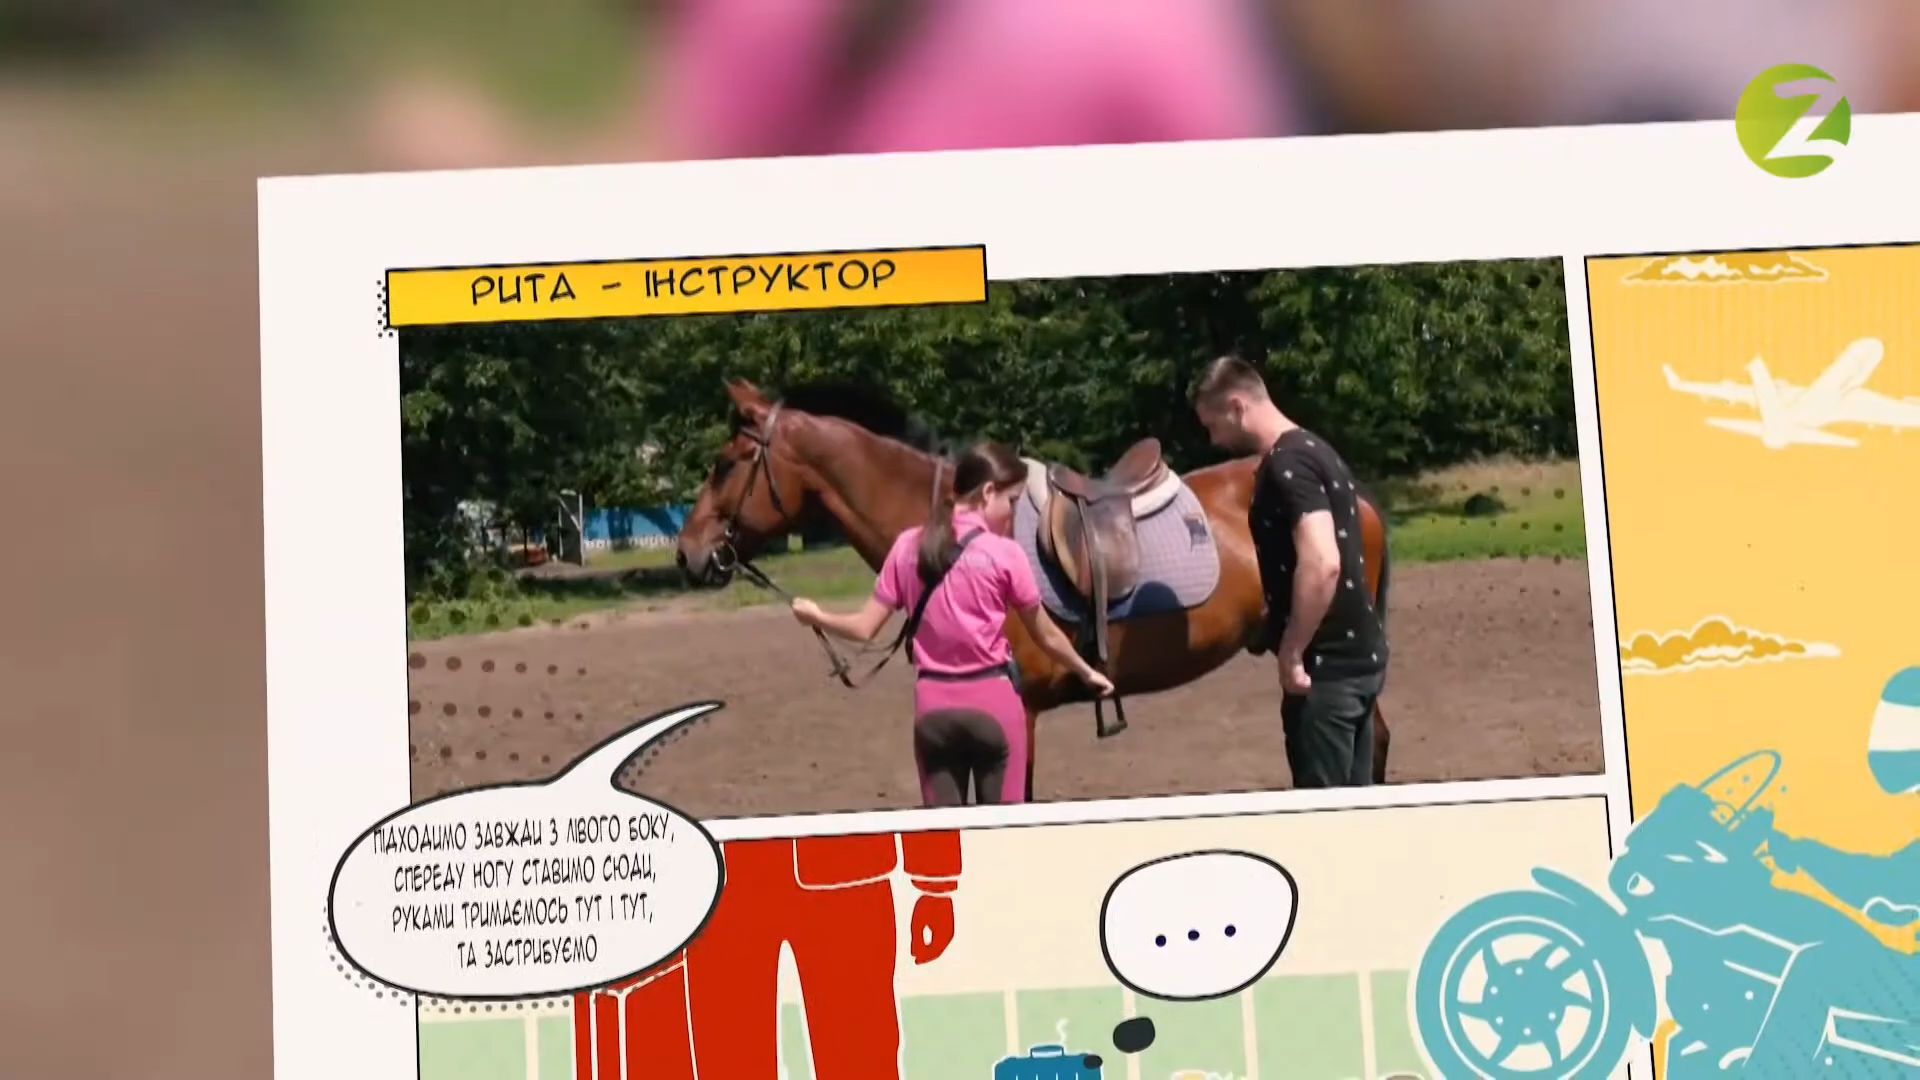 Z
РИТА - ІНСТРУКТОР
ПІДХОДИМО ЗАВЖДИ З ЛІВОГО БОКУ,
СПЕРЕДУ НОГУ СТАВИМО СЮДИ,
РУКАМИ ТРИМАЄМОСЬ ТУТ І ТУТ,
ТА ЗАСТРИБУЄМО
...